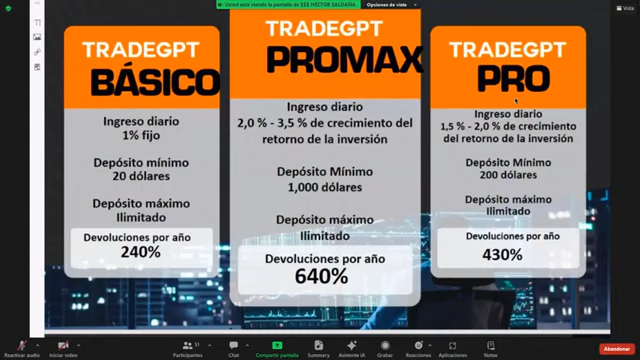 Usted está viendo la pantalla de HECTOR SALDAÑA
Opciones de vista
Vista
TRADEGPT
BÁSICO
Ingreso diario
1% fijo
Depósito mínimo
20 dólares
Depósito máximo
Ilimitado
Devoluciones por año
240%
TRADEGPT
PROMAX
Ingreso diario
2,0 % - 3,5 % de crecimiento del
retorno de la inversión
Depósito Mínimo
1,000 dólares
Depósito máximo
Ilimitado
Devoluciones por año
640%
TRADEGPT
PRO
Ingreso diario
1,5 % - 2,0 % de crecimiento
del retorno de la inversión
Depósito Mínimo
200 dólares
Depósito máximo
Ilimitado
Devoluciones por año
430%
Reactivar audio
Iniciar video
Participantes
Chat
Compartir pantalla
Summary
Asistente IA
Grabar
Reacciones
Aplicaciones
Notas
Abandonar